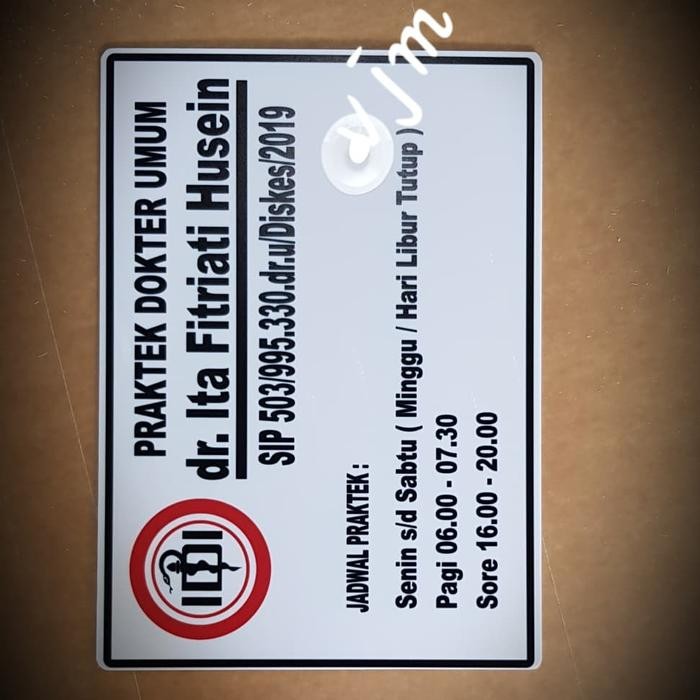 PRAKTEK DOKTER UMUM
dr. Ita Fitriati Husein
SIP 503/995.330.dr.u/Diskes/2019
IDI
JADWAL PRAKTEK :
Senin s/d Sabtu ( Minggu / Hari Libur Tutup )
Pagi 06.00 - 07.30
Sore 16.00 - 20.00
vjm